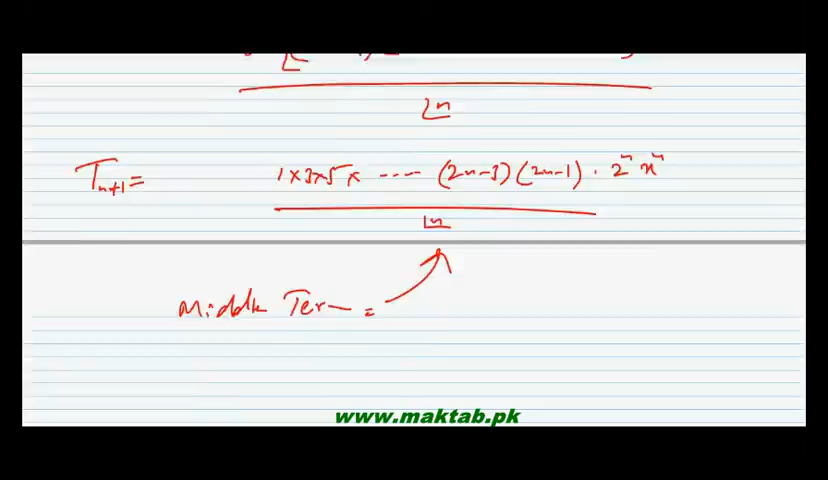 ⌊n
T_{n+1} = 1×3×5× ---- (2n-3)(2n-1) · 2^n x^n
⌊n
Middle Term =
www.maktab.pk